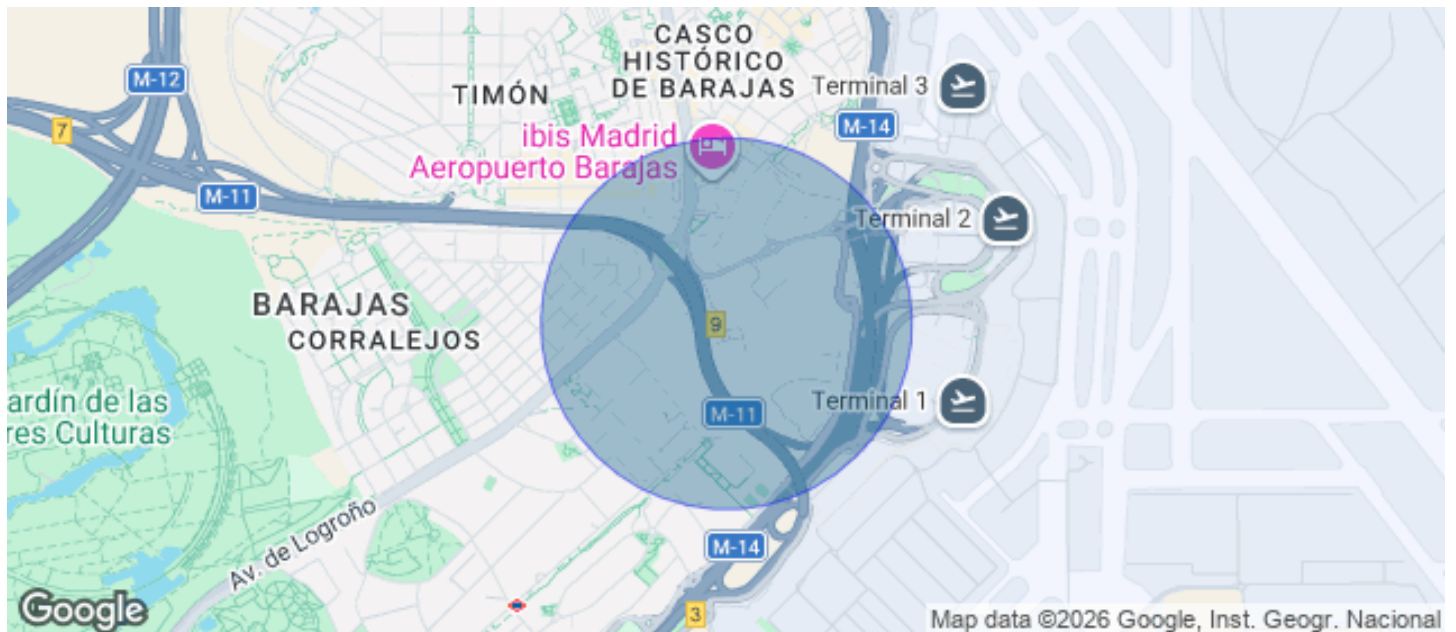 CASCO
HISTÓRICO
DE BARAJAS
Terminal 3
M-12
TIMÓN
7
M-14
ibis Madrid
Aeropuerto Barajas
M-11
Terminal 2
BARAJAS
CORRALEJOS
9
ardín de las
res Culturas
M-11
Terminal 1
Av. de Logroño
M-14
3
Google
Map data ©2026 Google, Inst. Geogr. Nacional